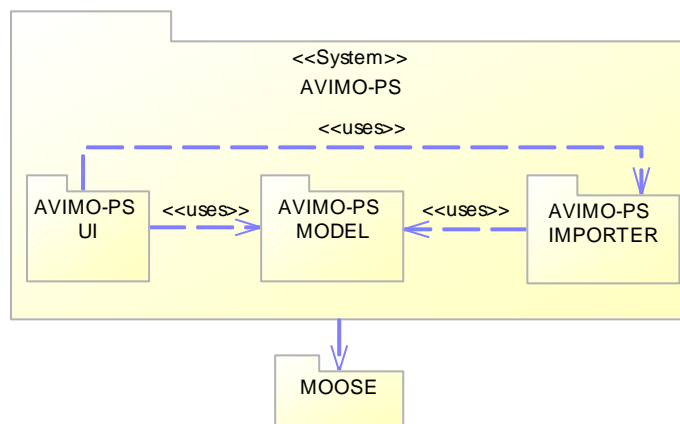 <<System>>
AVIMO-PS
<<uses>>
AVIMO-PS
UI
<<uses>>
AVIMO-PS
MODEL
<<uses>>
AVIMO-PS
IMPORTER
MOOSE